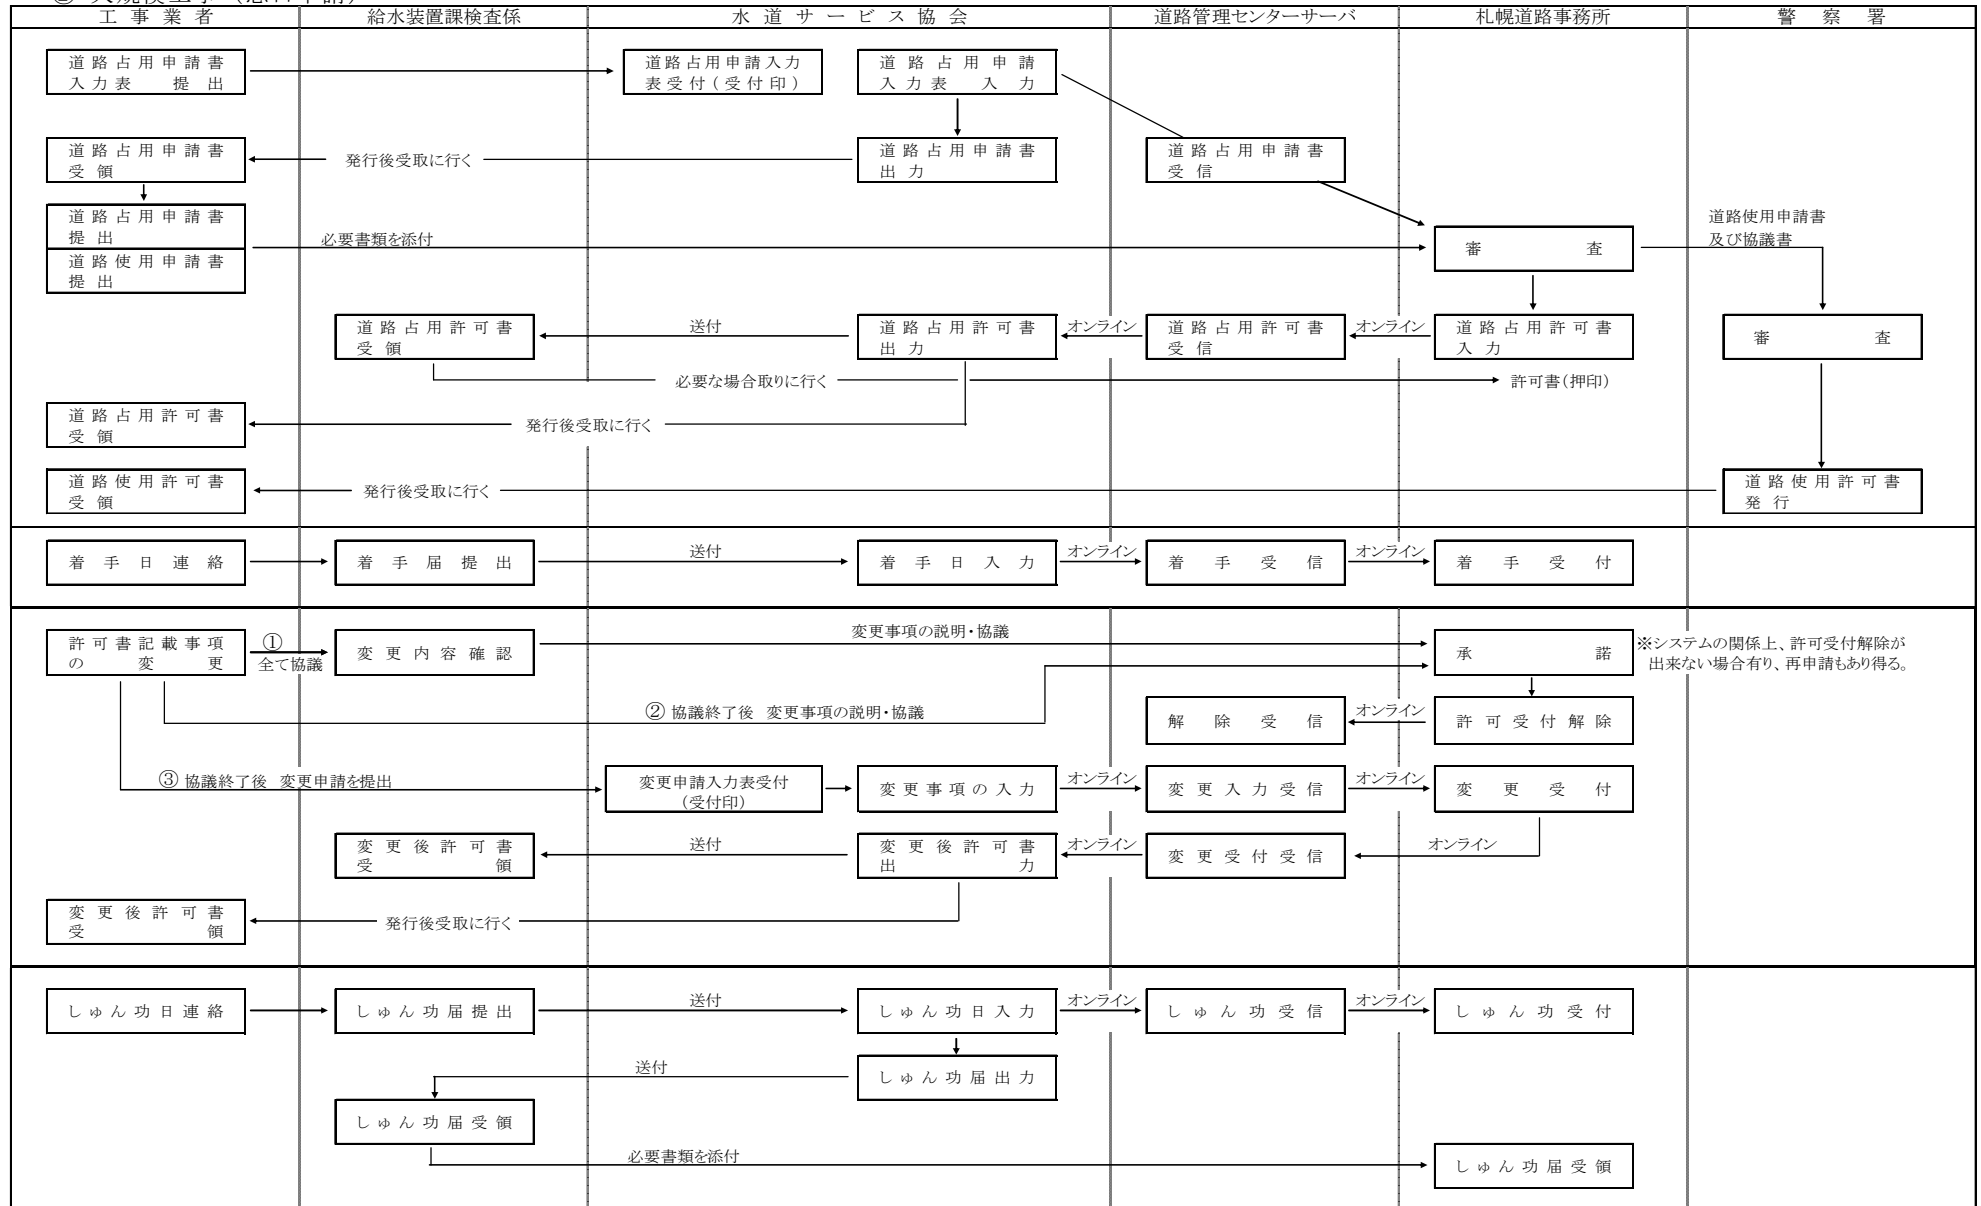 工事業者
給水装置課検査係
水道サービス協会
道路管理センターサーバ
札幌道路事務所
警察署
道路占用申請書
入力表 提出
道路占用申請入力
表受付(受付印)
道路占用申請
入力表 入力
道路占用申請書
受領
発行後受取に行く
道路占用申請書
出力
道路占用申請書
受信
道路占用申請書
提出
道路使用申請書
提出
必要書類を添付
審査
道路使用申請書
及び協議書
道路占用許可書
受領
送付
道路占用許可書
出力
オンライン
道路占用許可書
受信
オンライン
道路占用許可書
入力
審査
必要な場合取りに行く
許可書(押印)
道路占用許可書
受領
発行後受取に行く
道路使用許可書
受領
発行後受取に行く
道路使用許可書
発行
着手日連絡
着手届提出
送付
着手日入力
オンライン
着手受信
オンライン
着手受付
許可書記載事項
の変更
①
全て協議
変更内容確認
変更事項の説明・協議
承諾
※システムの関係上、許可受付解除が
出来ない場合有り、再申請もあり得る。
② 協議終了後 変更事項の説明・協議
解除受信
オンライン
許可受付解除
③ 協議終了後 変更申請を提出
変更申請入力表受付
(受付印)
変更事項の入力
オンライン
変更入力受信
オンライン
変更受付
変更後許可書
受領
送付
変更後許可書
出力
オンライン
変更受付受信
オンライン
変更後許可書
受領
発行後受取に行く
しゅん功日連絡
しゅん功届提出
送付
しゅん功日入力
オンライン
しゅん功受信
オンライン
しゅん功受付
送付
しゅん功届出力
しゅん功届受領
必要書類を添付
しゅん功届受領